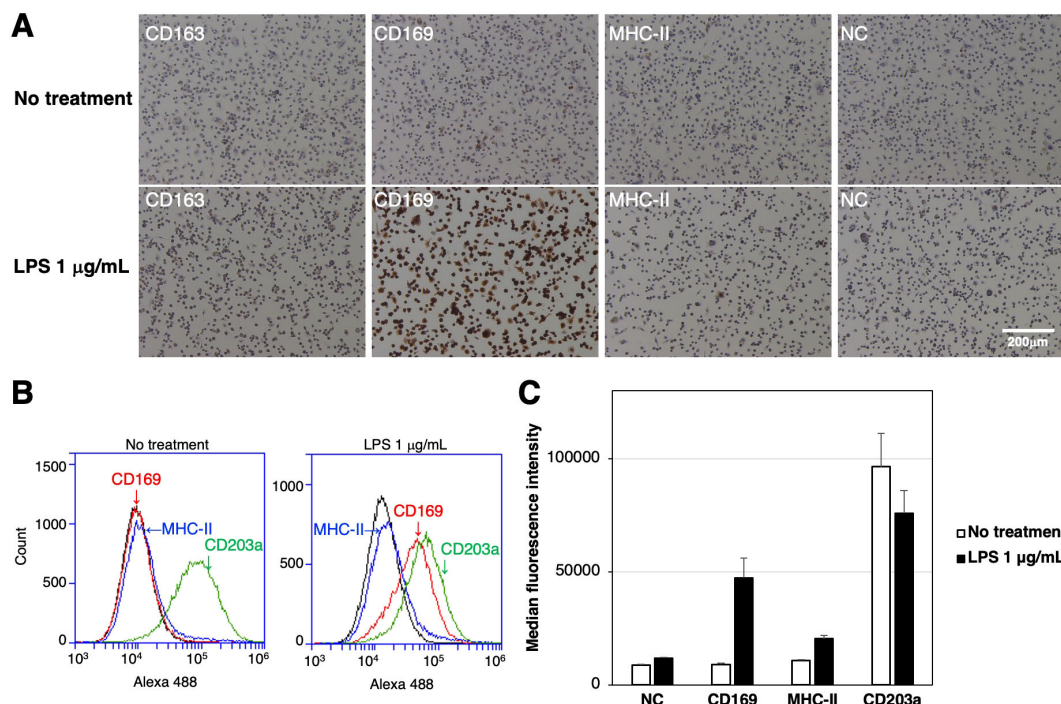 A
CD163
CD169
MHC-II
NC
No treatment
CD163
CD169
MHC-II
NC
LPS 1 μg/mL
200μm
B
No treatment
1500
1000
500
0
Count
CD169
MHC-II
CD203a
10³
10⁴
10⁵
10⁶
Alexa 488
LPS 1 μg/mL
1000
500
0
MHC-II
CD169
CD203a
10³
10⁴
10⁵
10⁶
Alexa 488
C
Median fluorescence intensity
100000
50000
0
NC
CD169
MHC-II
CD203a
No treatmen
LPS 1 μg/mL